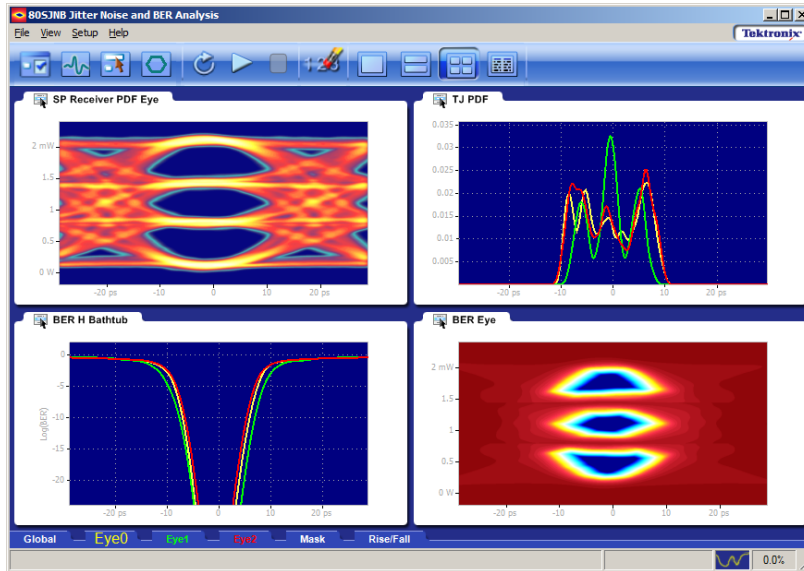 80SJNB Jitter Noise and BER Analysis
File View Setup Help
Tektronix
123
SP Receiver PDF Eye
2 mW
1.5
1
0.5
0 W
-20 ps -10 0 10 20 ps
TJ PDF
0.035
0.03
0.025
0.02
0.015
0.01
0.005
-20 ps -10 0 10 20 ps
BER H Bathtub
Log(BER)
0
-5
-10
-15
-20
-20 ps -10 0 10 20 ps
BER Eye
2 mW
1.5
1
0.5
0 W
-20 ps -10 0 10 20 ps
Global Eye0 Eye1 Eye2 Mask Rise/Fall
0.0%